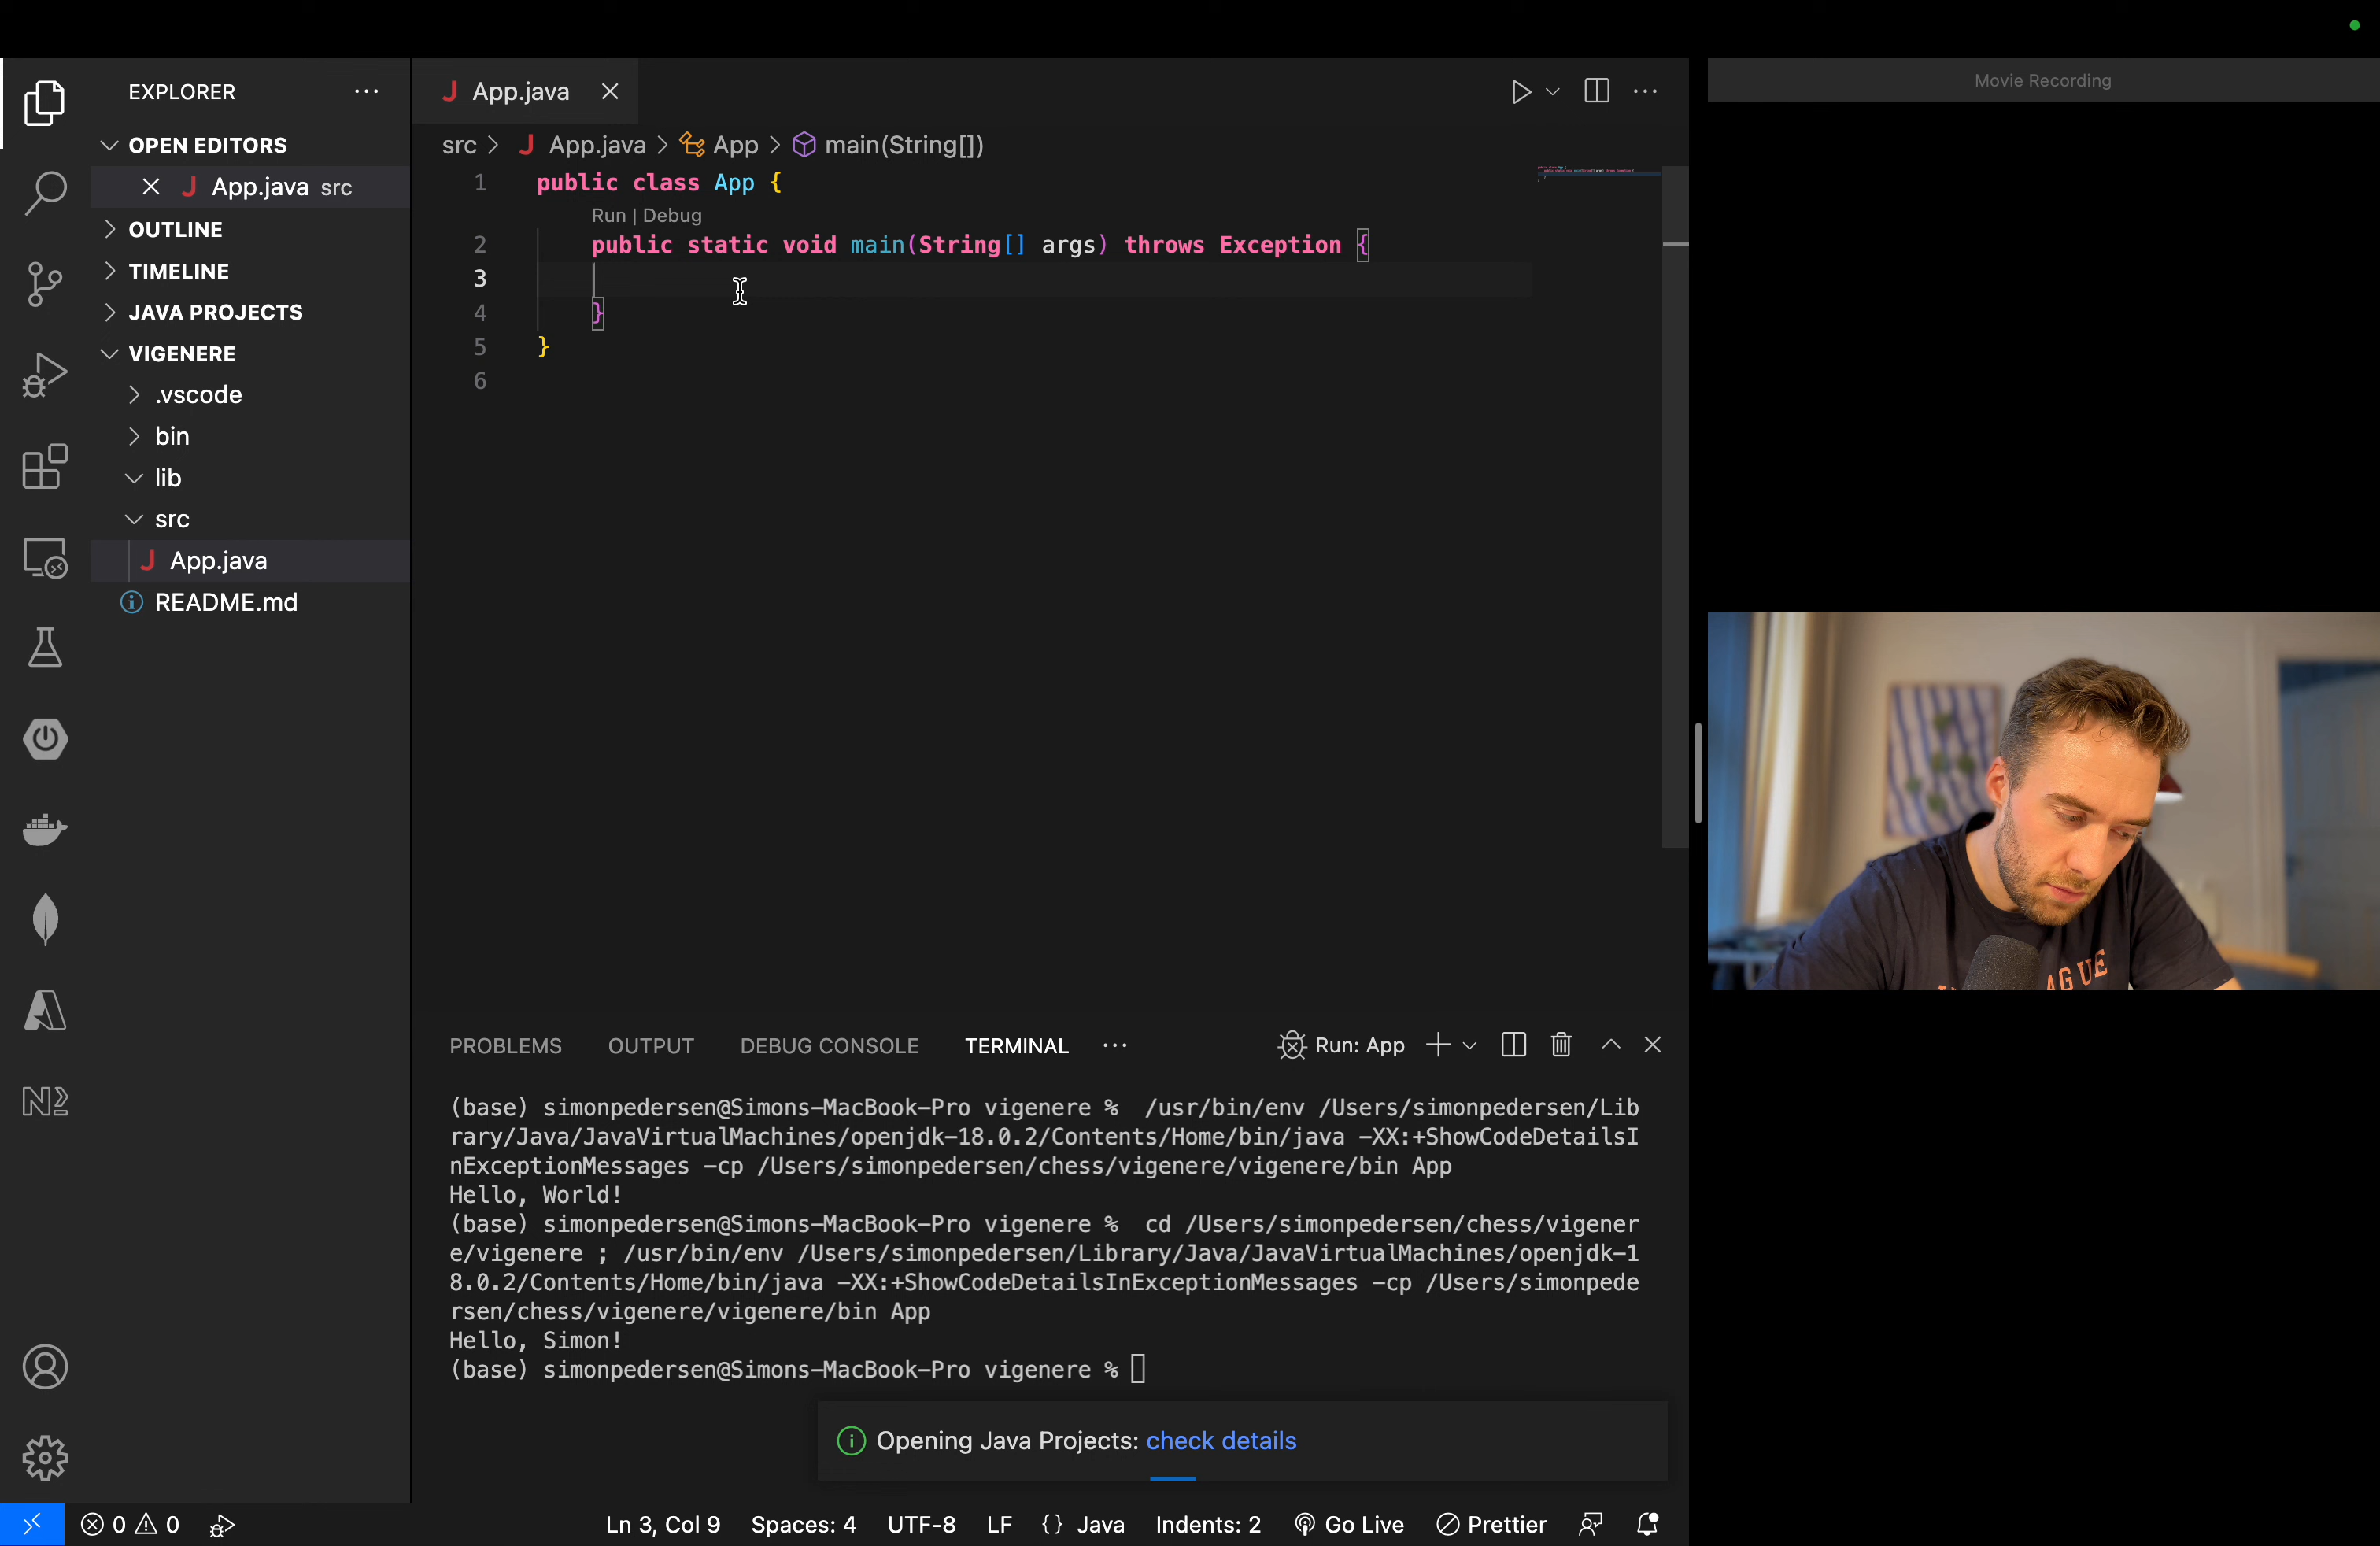 Movie Recording
EXPLORER
OPEN EDITORS
App.java src
OUTLINE
TIMELINE
JAVA PROJECTS
VIGENERE
.vscode
bin
lib
src
App.java
README.md
App.java
src > App.java > App > main(String[])
1 public class App {
Run | Debug
2 public static void main(String[] args) throws Exception {
3
4 }
5 }
6
PROBLEMS OUTPUT DEBUG CONSOLE TERMINAL
Run: App
(base) simonpedersen@Simons-MacBook-Pro vigenere %  /usr/bin/env /Users/simonpedersen/Lib
rary/Java/JavaVirtualMachines/openjdk-18.0.2/Contents/Home/bin/java -XX:+ShowCodeDetailsI
nExceptionMessages -cp /Users/simonpedersen/chess/vigenere/vigenere/bin App
Hello, World!
(base) simonpedersen@Simons-MacBook-Pro vigenere %  cd /Users/simonpedersen/chess/vigener
e/vigenere ; /usr/bin/env /Users/simonpedersen/Library/Java/JavaVirtualMachines/openjdk-1
8.0.2/Contents/Home/bin/java -XX:+ShowCodeDetailsInExceptionMessages -cp /Users/simonpede
rsen/chess/vigenere/vigenere/bin App
Hello, Simon!
(base) simonpedersen@Simons-MacBook-Pro vigenere %
Opening Java Projects: check details
0 0 Ln 3, Col 9 Spaces: 4 UTF-8 LF {} Java Indents: 2 Go Live Prettier